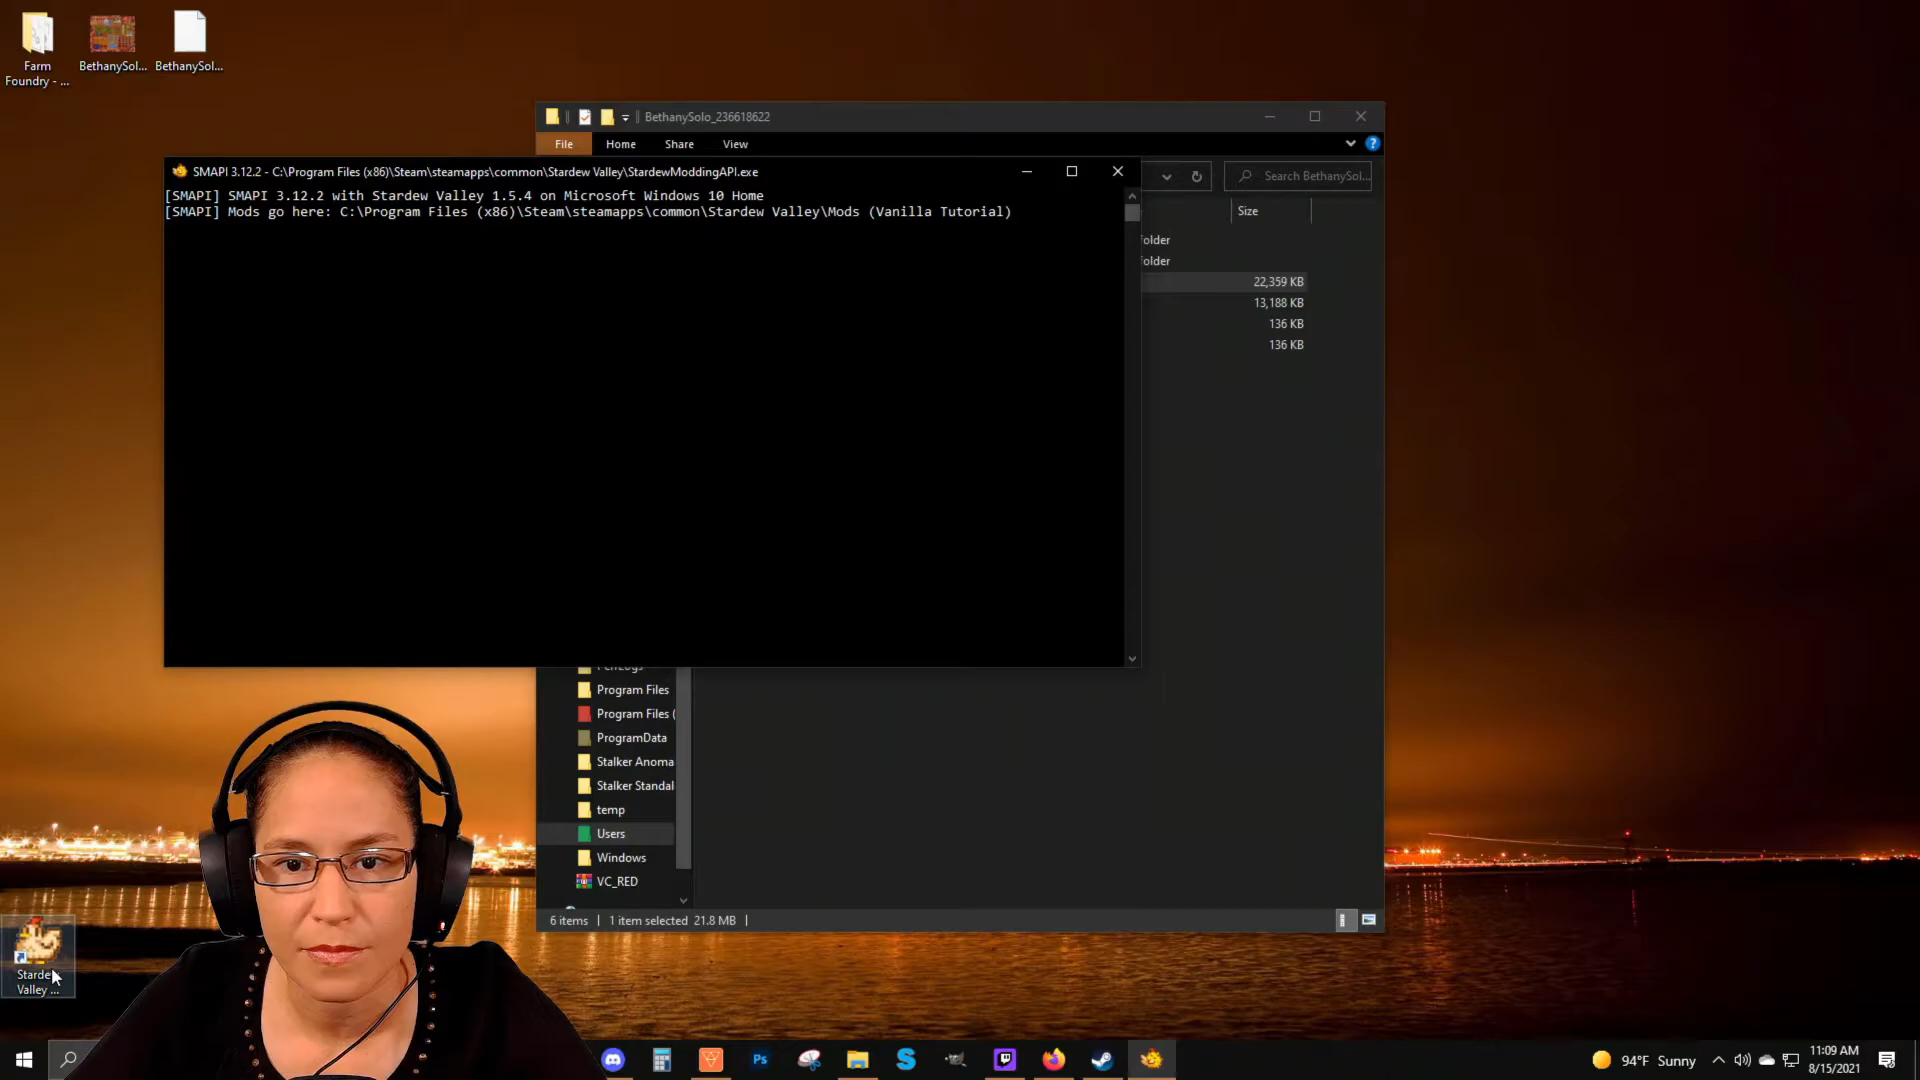 Farm
Foundry - ...
BethanySol...
BethanySol...
BethanySolo_236618622
File
Home
Share
View
SMAPI 3.12.2 - C:\Program Files (x86)\Steam\steamapps\common\Stardew Valley\StardewModdingAPI.exe
[SMAPI] SMAPI 3.12.2 with Stardew Valley 1.5.4 on Microsoft Windows 10 Home
[SMAPI] Mods go here: C:\Program Files (x86)\Steam\steamapps\common\Stardew Valley\Mods (Vanilla Tutorial)
Search BethanySol...
Size
folder
folder
22,359 KB
13,188 KB
136 KB
136 KB
PerfLogs
Program Files
Program Files (
ProgramData
Stalker Anoma
Stalker Standal
temp
Users
Windows
VC_RED
6 items
1 item selected 21.8 MB
Stardew
Valley ...
Ps
94°F Sunny
11:09 AM
8/15/2021